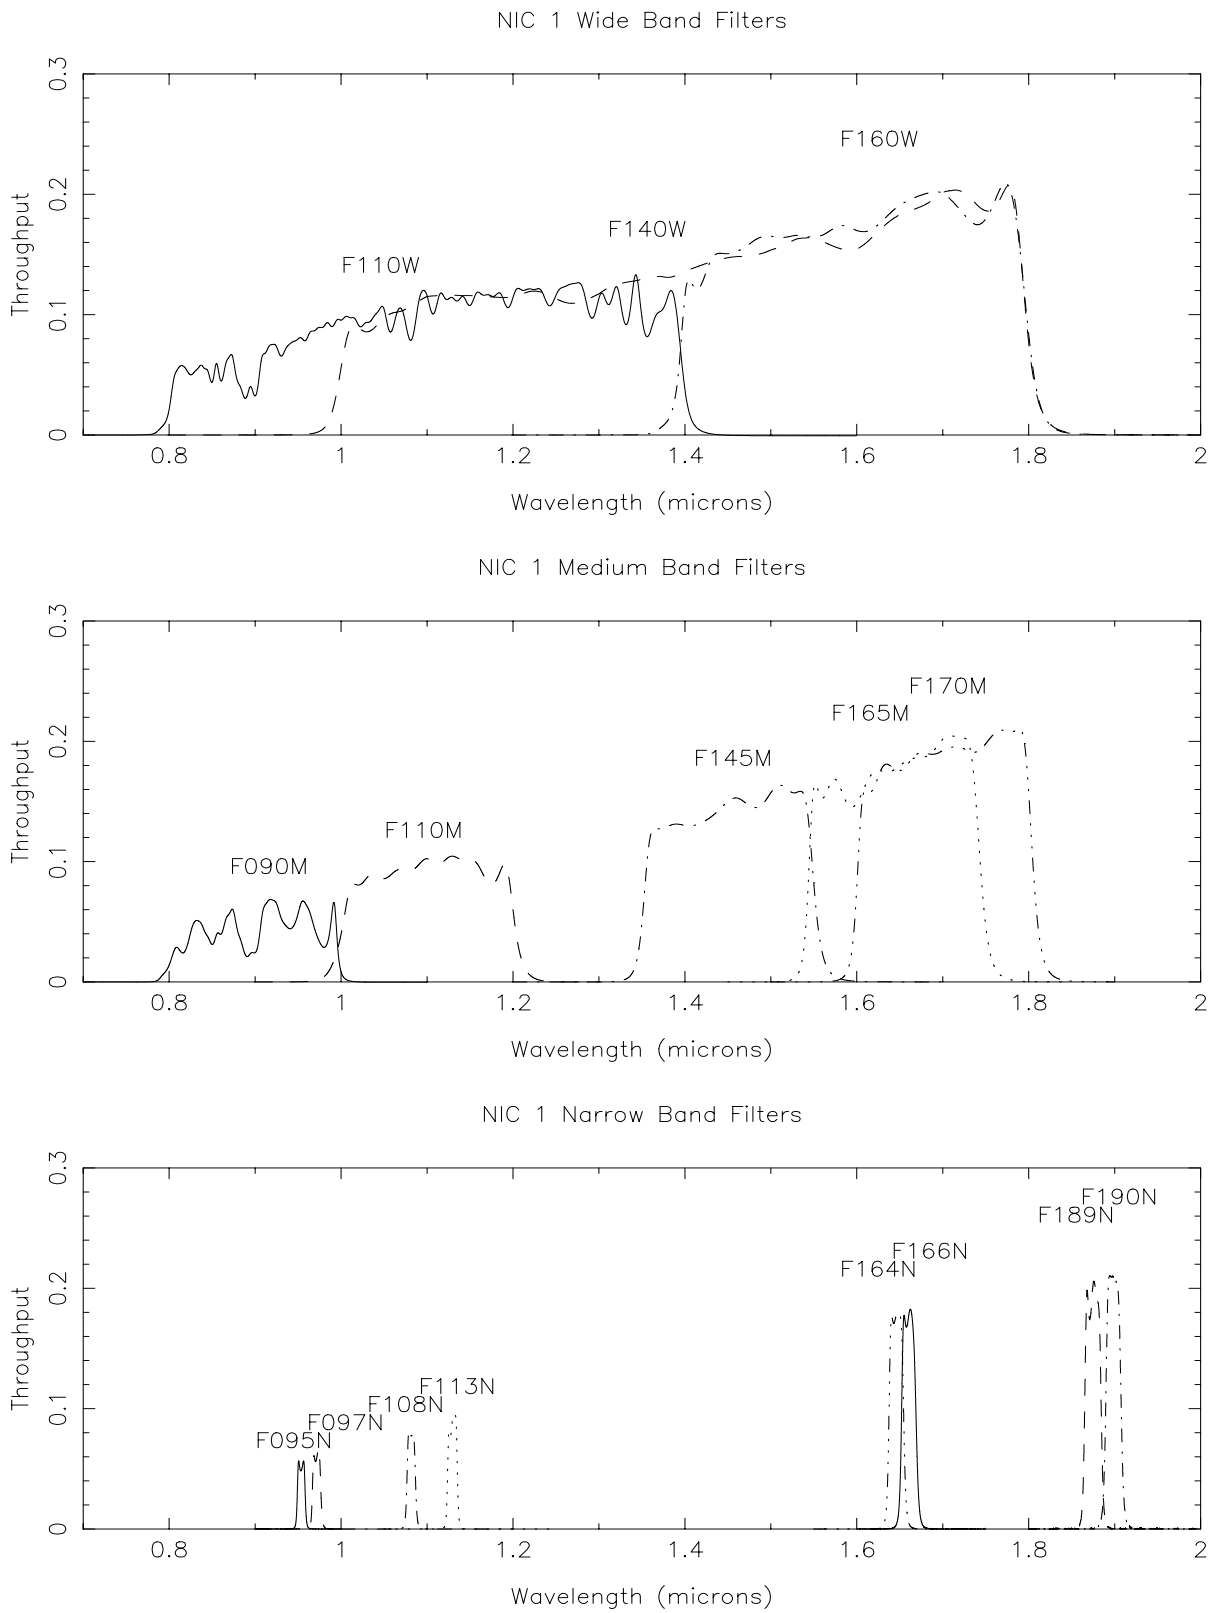 NIC 1 Wide Band Filters
0.3
F160W
0.2
F140W
F110W
Throughput
0.1
0
0.8 1 1.2 1.4 1.6 1.8 2
Wavelength (microns)
NIC 1 Medium Band Filters
0.3
F170M
F165M
0.2
F145M
Throughput
F110M
F090M
0.1
0
0.8 1 1.2 1.4 1.6 1.8 2
Wavelength (microns)
NIC 1 Narrow Band Filters
0.3
F190N
F189N
F166N
F164N
0.2
Throughput
F113N
F108N
0.1
F097N
F095N
0
0.8 1 1.2 1.4 1.6 1.8 2
Wavelength (microns)